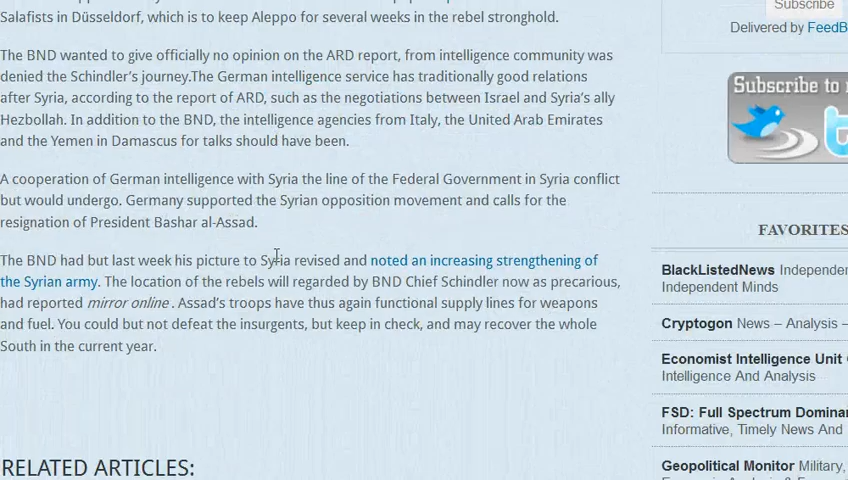 Salafists in Düsseldorf, which is to keep Aleppo for several weeks in the rebel stronghold.
The BND wanted to give officially no opinion on the ARD report, from intelligence community was
denied the Schindler's journey.The German intelligence service has traditionally good relations
after Syria, according to the report of ARD, such as the negotiations between Israel and Syria's ally
Hezbollah. In addition to the BND, the intelligence agencies from Italy, the United Arab Emirates
and the Yemen in Damascus for talks should have been.
A cooperation of German intelligence with Syria the line of the Federal Government in Syria conflict
but would undergo. Germany supported the Syrian opposition movement and calls for the
resignation of President Bashar al-Assad.
The BND had but last week his picture to Syria revised and noted an increasing strengthening of
the Syrian army. The location of the rebels will regarded by BND Chief Schindler now as precarious,
had reported mirror online . Assad's troops have thus again functional supply lines for weapons
and fuel. You could but not defeat the insurgents, but keep in check, and may recover the whole
South in the current year.
RELATED ARTICLES:
Subscribe
Delivered by FeedB
Subscribe to
FAVORITES
BlackListedNews Independen
Independent Minds
Cryptogon News – Analysis –
Economist Intelligence Unit
Intelligence And Analysis
FSD: Full Spectrum Domina
Informative, Timely News And
Geopolitical Monitor Military,